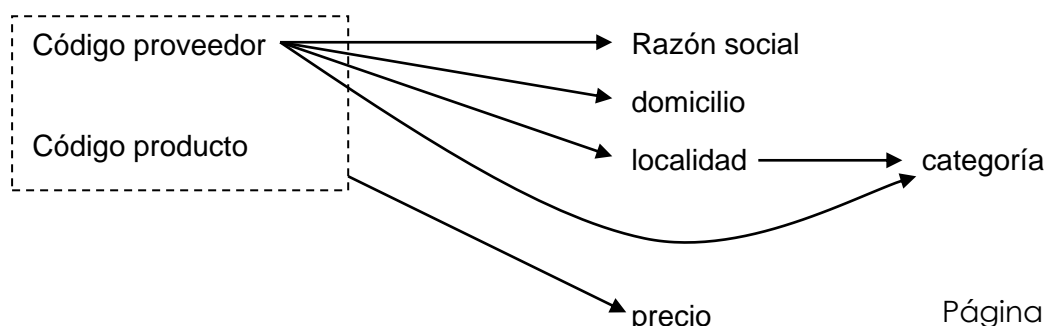 Código proveedor
Razón social
domicilio
Código producto
localidad
categoría
precio
Página